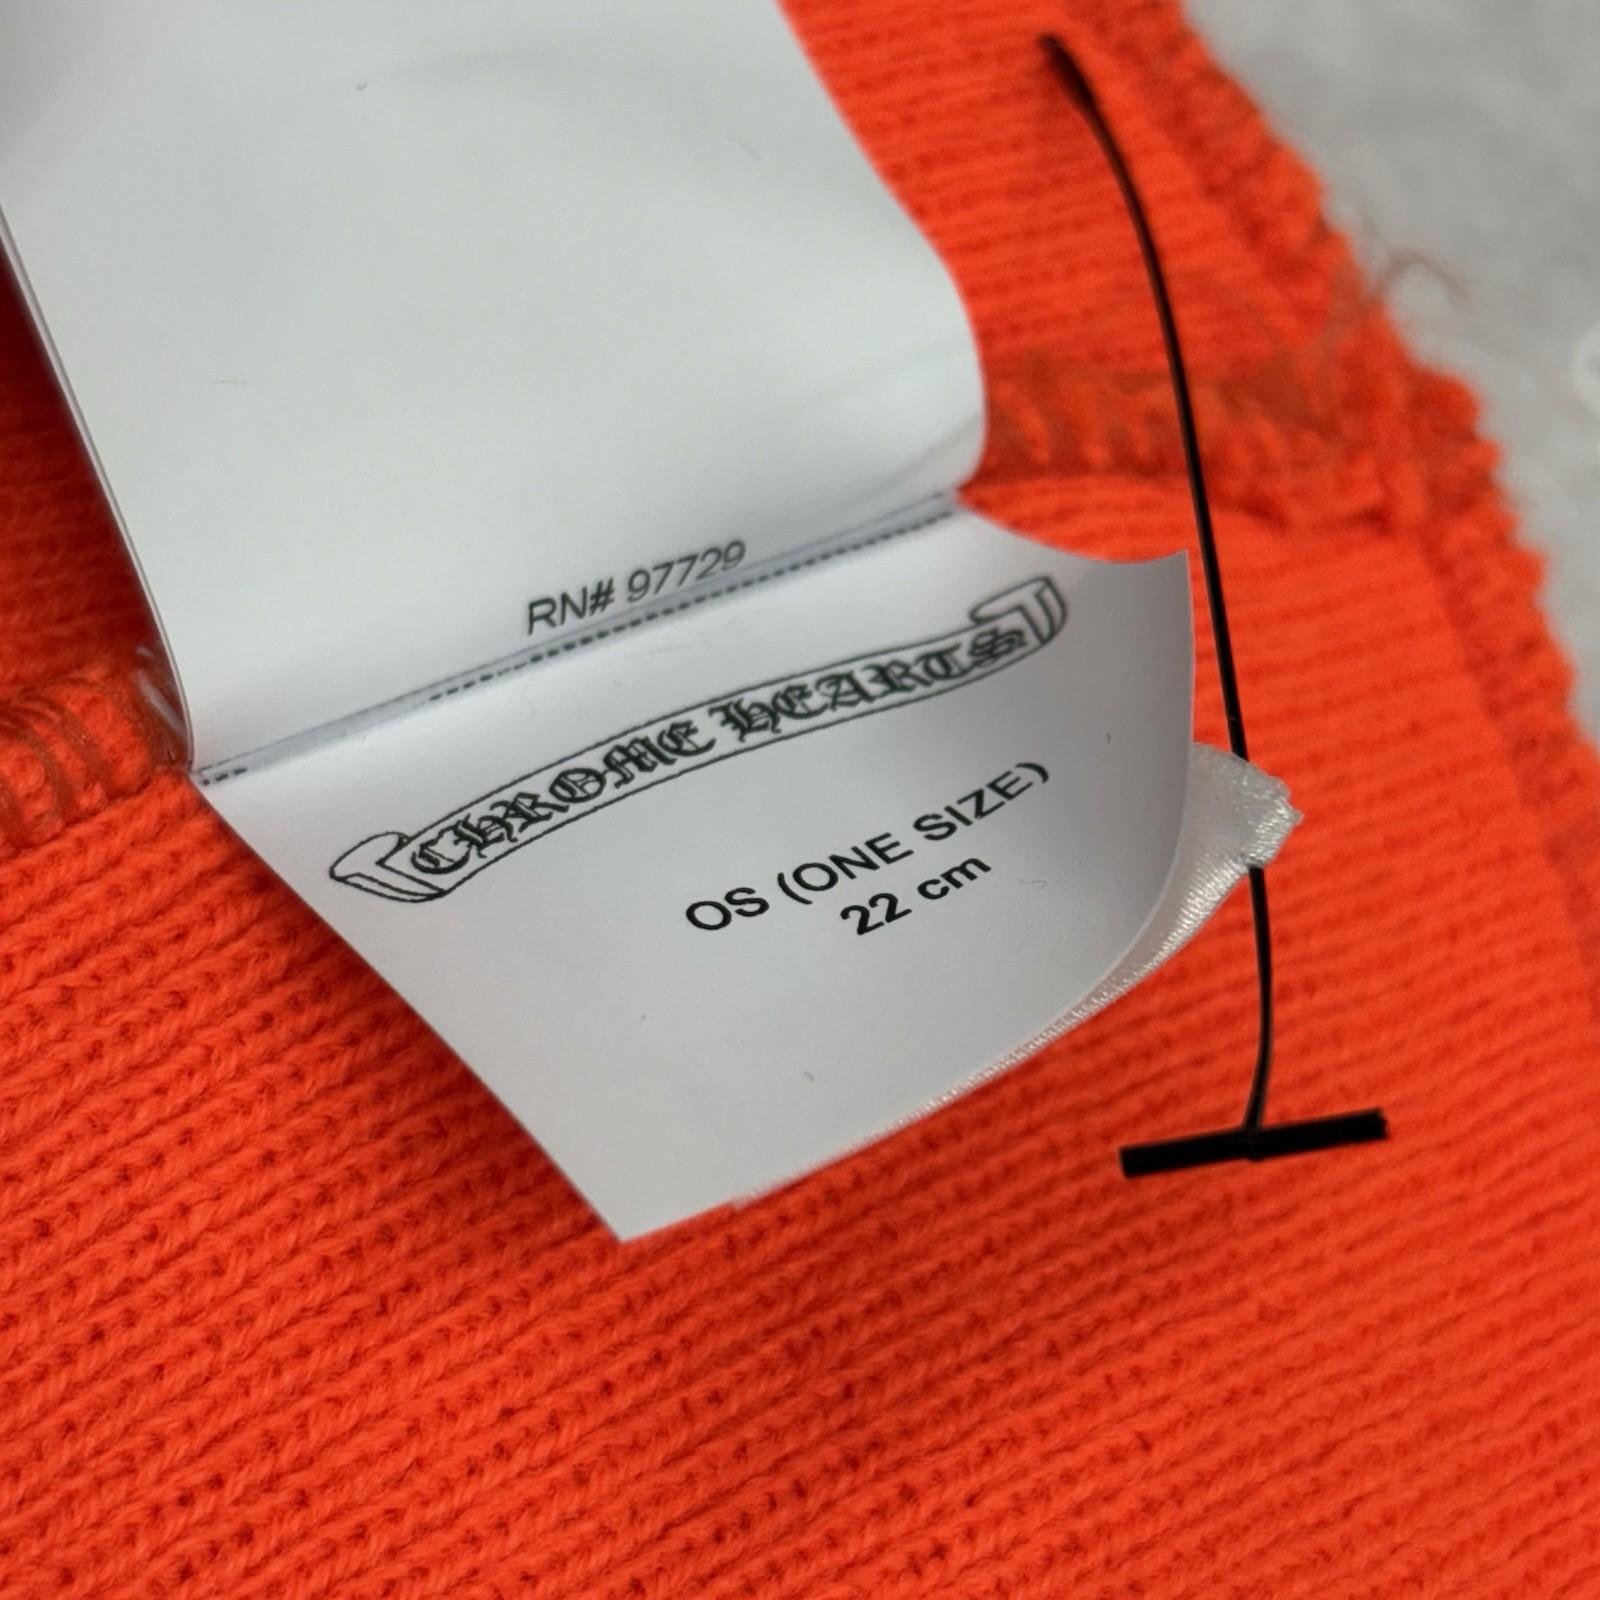 RN# 97729
CHROME HEARTS
OS (ONE SIZE)
22 cm